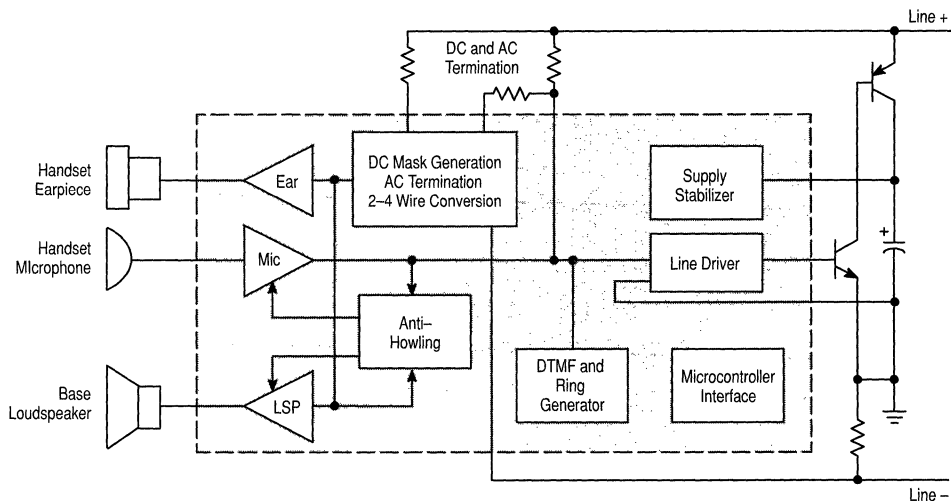 Line +
DC and AC
Termination
Handset
Earpiece
Ear
DC Mask Generation
AC Termination
2–4 Wire Conversion
Supply
Stabilizer
Handset
MIcrophone
Mic
Line Driver
+
Anti–
Howling
DTMF and
Ring
Generator
Microcontroller
Interface
Base
Loudspeaker
LSP
Line –